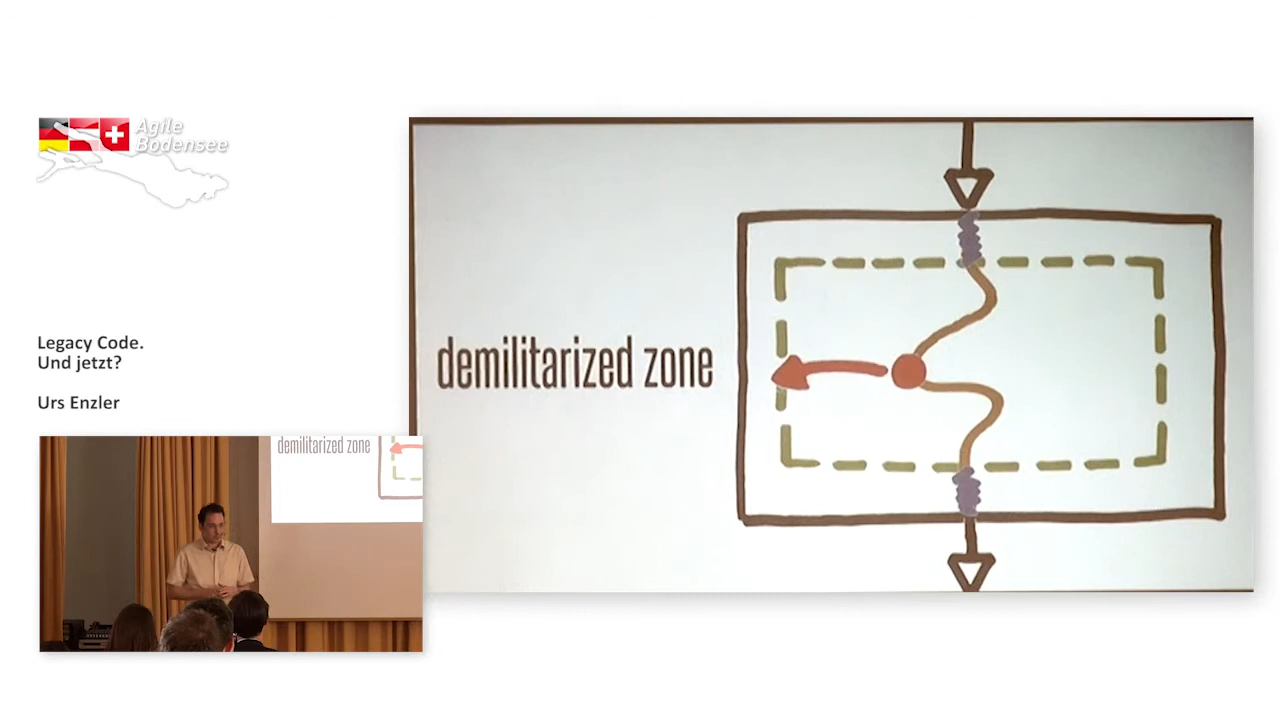 Agile
Bodensee
Legacy Code.
Und jetzt?
Urs Enzler
demilitarized zone
demilitarized zone